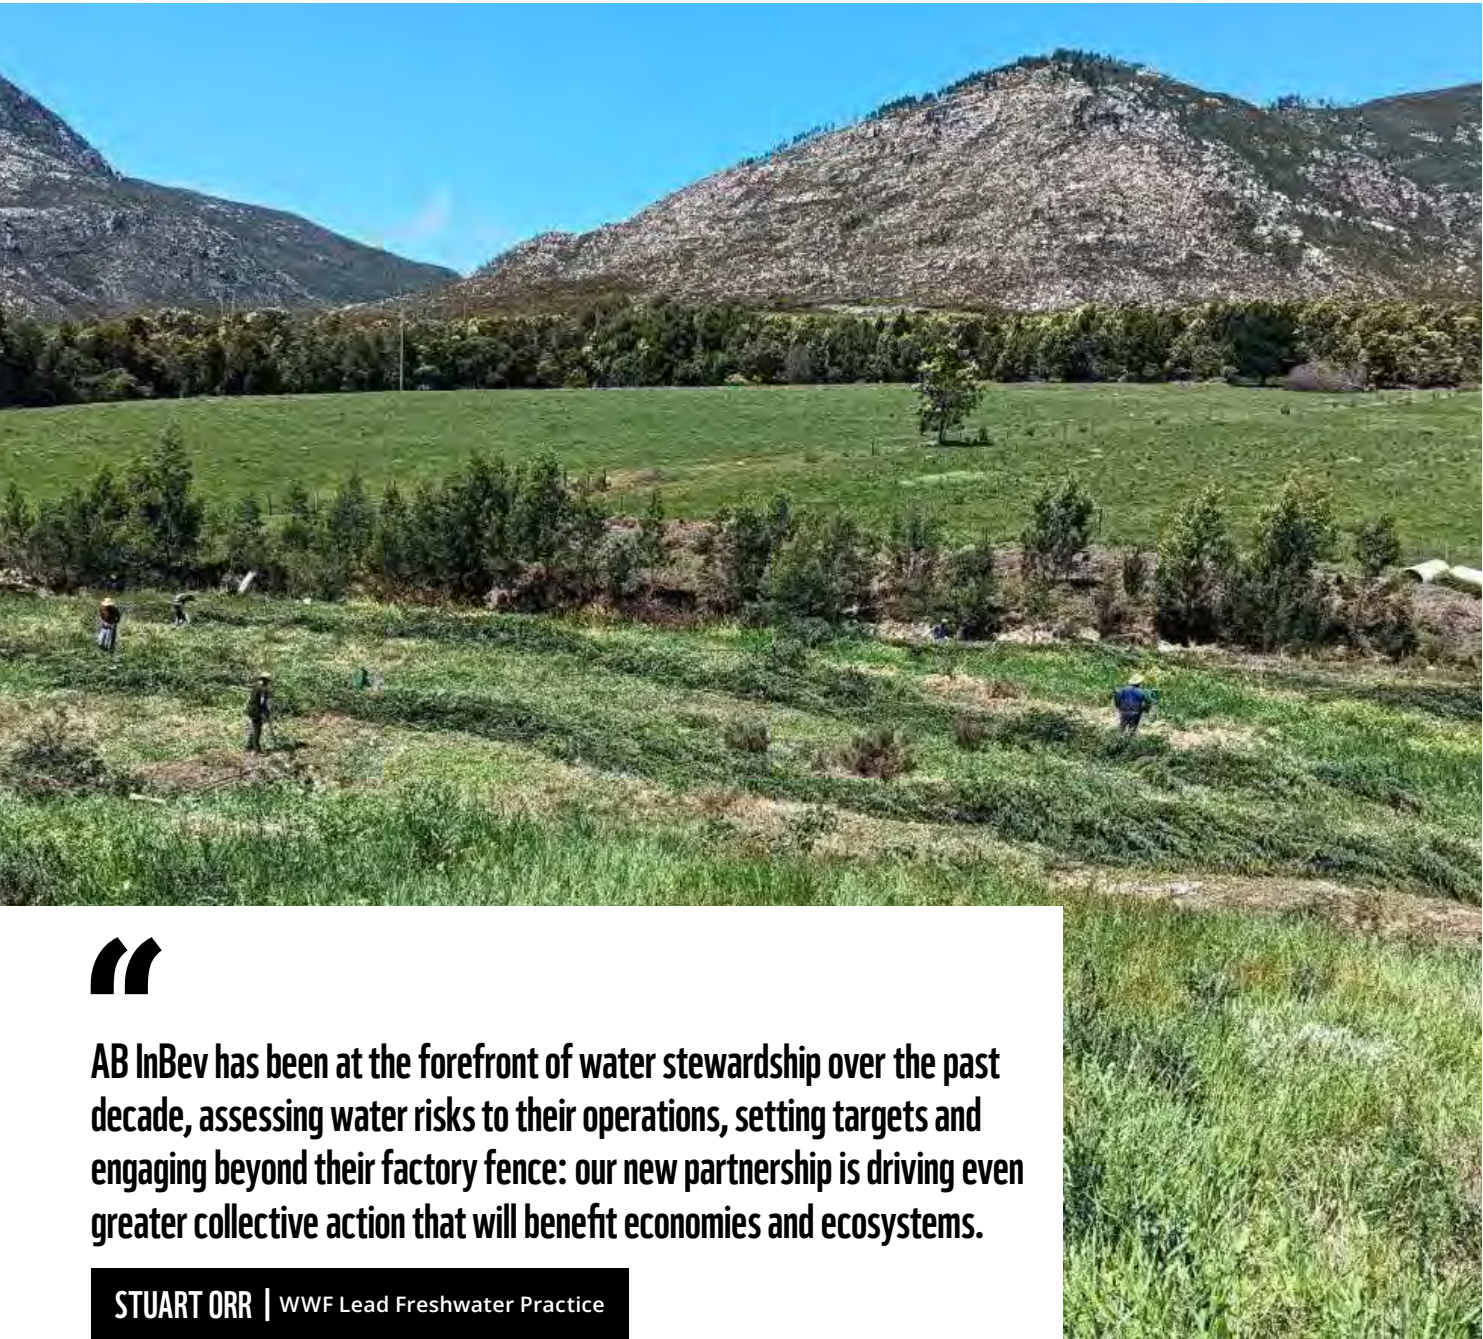 “
AB InBev has been at the forefront of water stewardship over the past
decade, assessing water risks to their operations, setting targets and
engaging beyond their factory fence: our new partnership is driving even
greater collective action that will benefit economies and ecosystems.
STUART ORR | WWF Lead Freshwater Practice